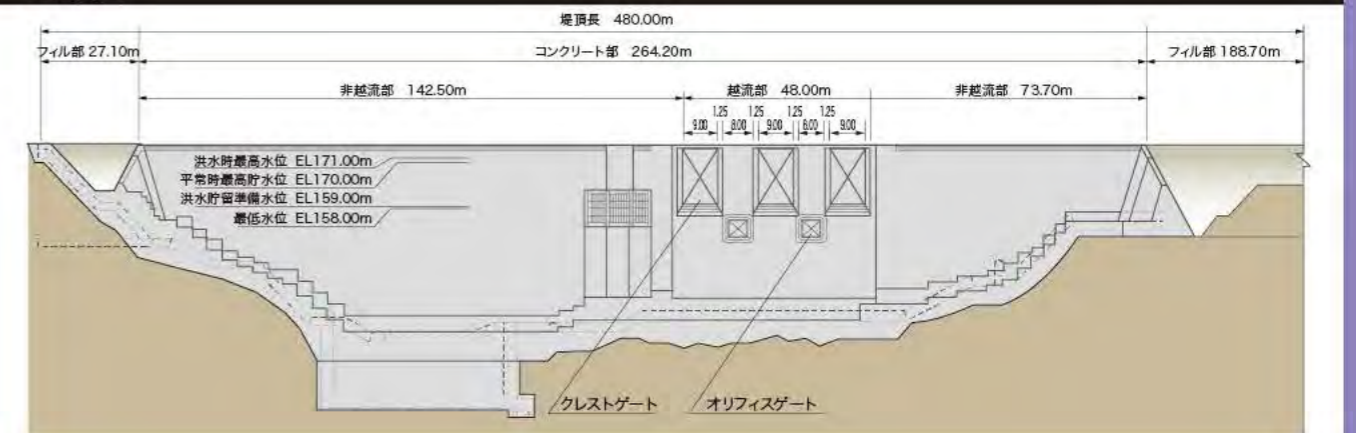 堤頂長 480.00m
フィル部 27.10m
コンクリート部 264.20m
フィル部 188.70m
非越流部 142.50m
越流部 48.00m
非越流部 73.70m
1.25 1.25 1.25 1.25
9.00 8.00 9.00 8.00 9.00
洪水時最高水位 EL171.00m
平常時最高貯水位 EL170.00m
洪水貯留準備水位 EL159.00m
最低水位 EL158.00m
クレストゲート
オリフィスゲート